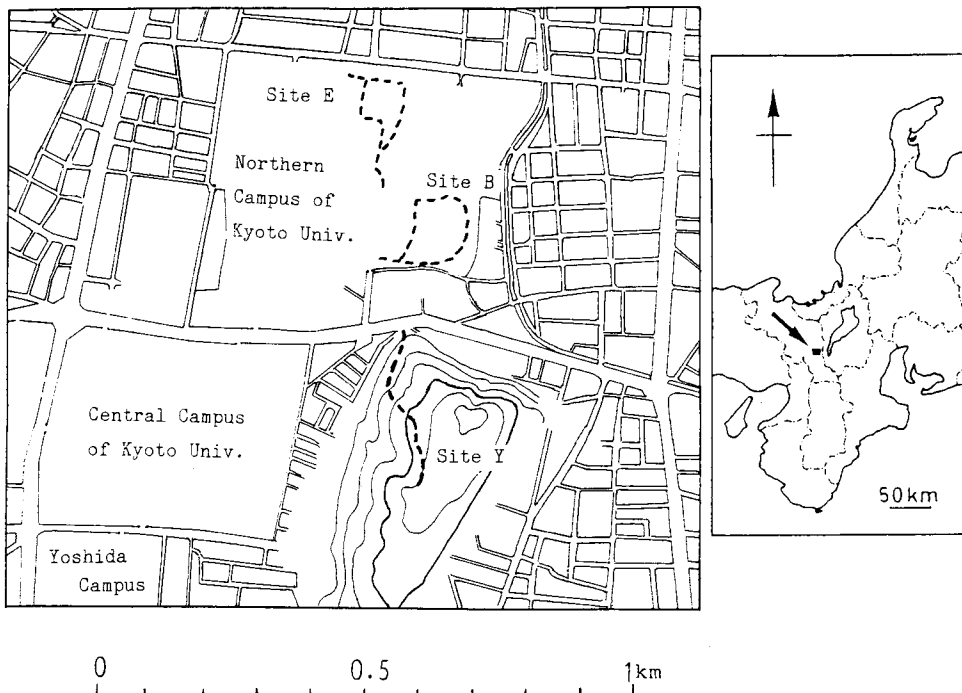 Site E
Northern
Campus of
Kyoto Univ.
Site B
Central Campus
of Kyoto Univ.
Site Y
Yoshida
Campus
50km
0 0.5 1km